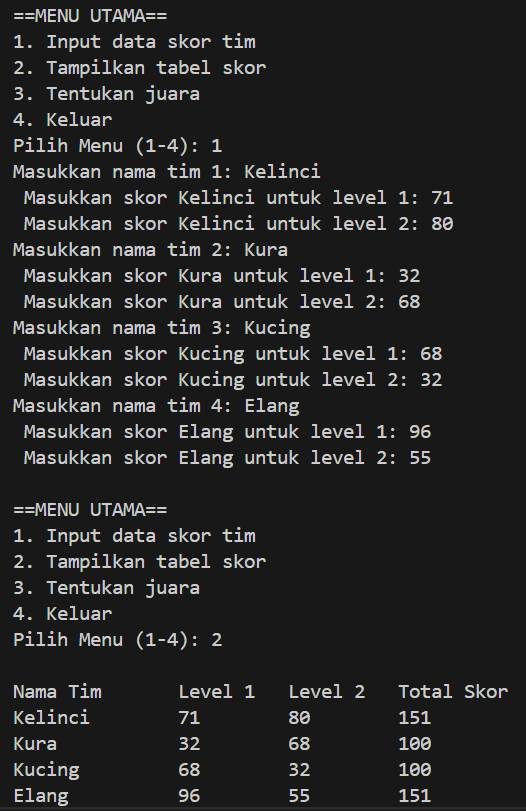 ==MENU UTAMA==
1. Input data skor tim
2. Tampilkan tabel skor
3. Tentukan juara
4. Keluar
Pilih Menu (1-4): 1
Masukkan nama tim 1: Kelinci
 Masukkan skor Kelinci untuk level 1: 71
 Masukkan skor Kelinci untuk level 2: 80
Masukkan nama tim 2: Kura
 Masukkan skor Kura untuk level 1: 32
 Masukkan skor Kura untuk level 2: 68
Masukkan nama tim 3: Kucing
 Masukkan skor Kucing untuk level 1: 68
 Masukkan skor Kucing untuk level 2: 32
Masukkan nama tim 4: Elang
 Masukkan skor Elang untuk level 1: 96
 Masukkan skor Elang untuk level 2: 55

==MENU UTAMA==
1. Input data skor tim
2. Tampilkan tabel skor
3. Tentukan juara
4. Keluar
Pilih Menu (1-4): 2

Nama Tim       Level 1   Level 2   Total Skor
Kelinci        71        80        151
Kura           32        68        100
Kucing         68        32        100
Elang          96        55        151